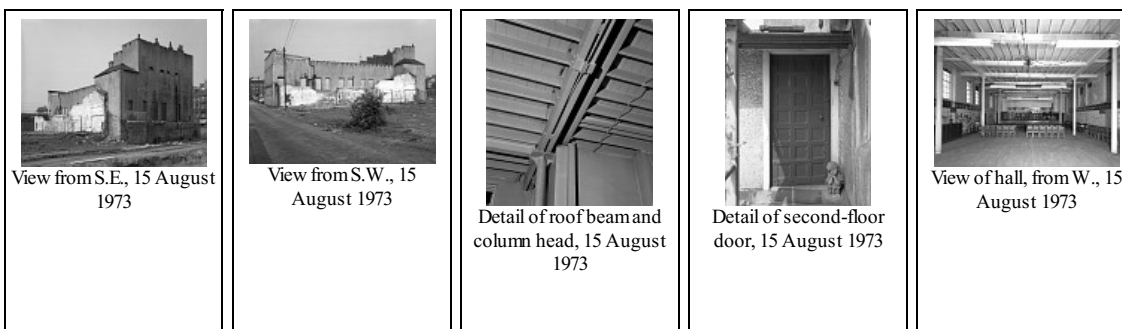 View from S.E., 15 August
1973
View from S.W., 15
August 1973
Detail of roof beam and
column head, 15 August
1973
Detail of second-floor
door, 15 August 1973
View of hall, from W., 15
August 1973